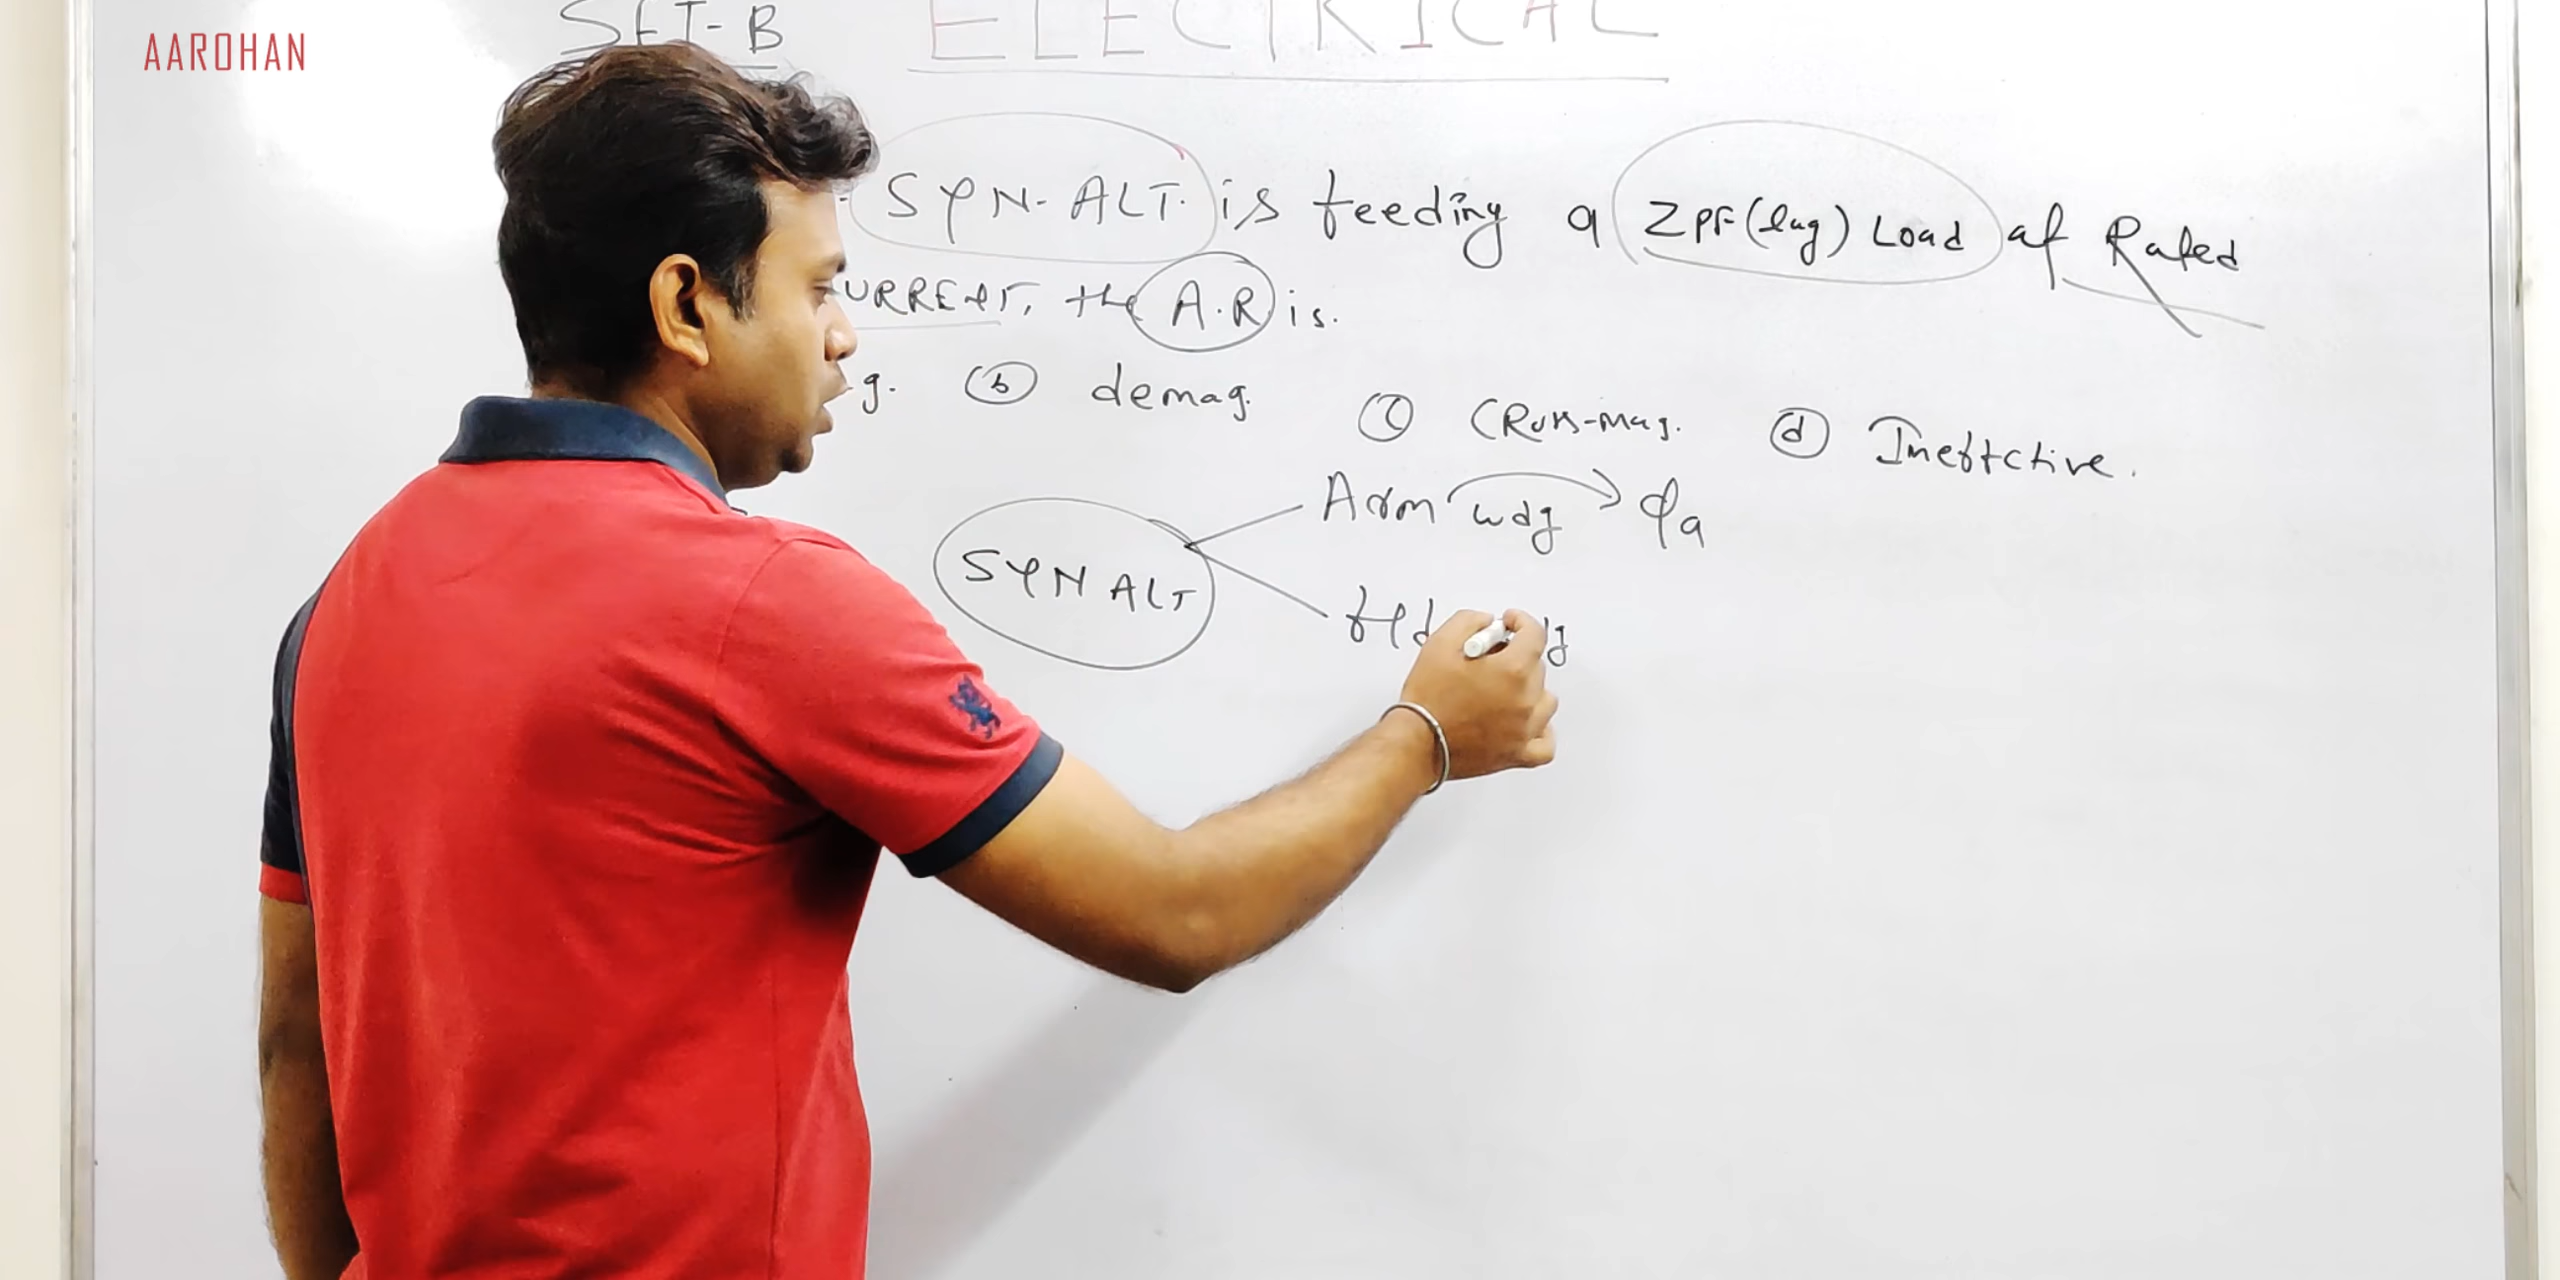 AAROHAN
SET-B ELECTRICAL
SYN-ALT. is feeding a ZPF(lag) Load at Rated
CURRENT, the A.R is.
g. (b) demag. (c) CROSS-mag. (d) Ineffective.
SYN ALT
Arm wdg → φa
fld